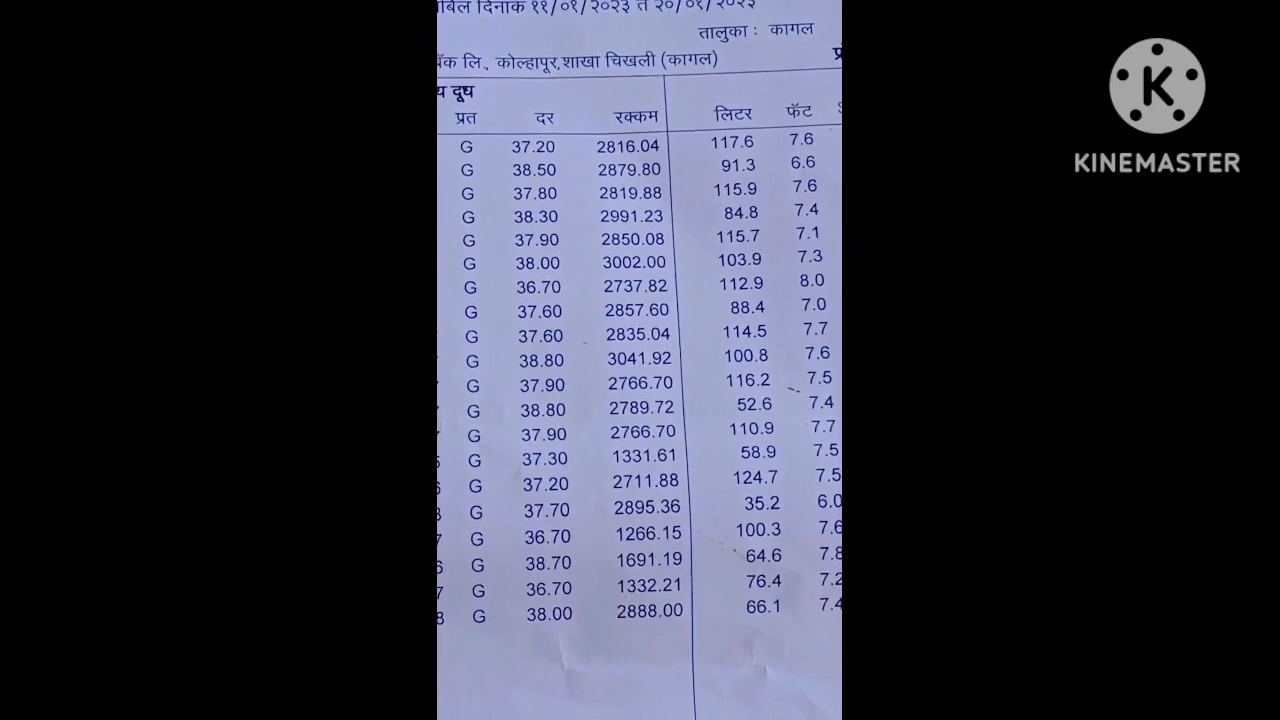 दिनांक ११/०१/२०२३ ते २०/०१/२०२३
तालुका : कागल
लि., कोल्हापूर,शाखा चिखली (कागल)
दूध
प्रत दर रक्कम लिटर फॅट
G 37.20 2816.04 117.6 7.6
G 38.50 2879.80 91.3 6.6
G 37.80 2819.88 115.9 7.6
G 38.30 2991.23 84.8 7.4
G 37.90 2850.08 115.7 7.1
G 38.00 3002.00 103.9 7.3
G 36.70 2737.82 112.9 8.0
G 37.60 2857.60 88.4 7.0
G 37.60 2835.04 114.5 7.7
G 38.80 3041.92 100.8 7.6
G 37.90 2766.70 116.2 7.5
G 38.80 2789.72 52.6 7.4
G 37.90 2766.70 110.9 7.7
G 37.30 1331.61 58.9 7.5
G 37.20 2711.88 124.7 7.5
G 37.70 2895.36 35.2 6.0
G 36.70 1266.15 100.3 7.6
G 38.70 1691.19 64.6 7.8
G 36.70 1332.21 76.4 7.2
G 38.00 2888.00 66.1 7.4
K
KINEMASTER